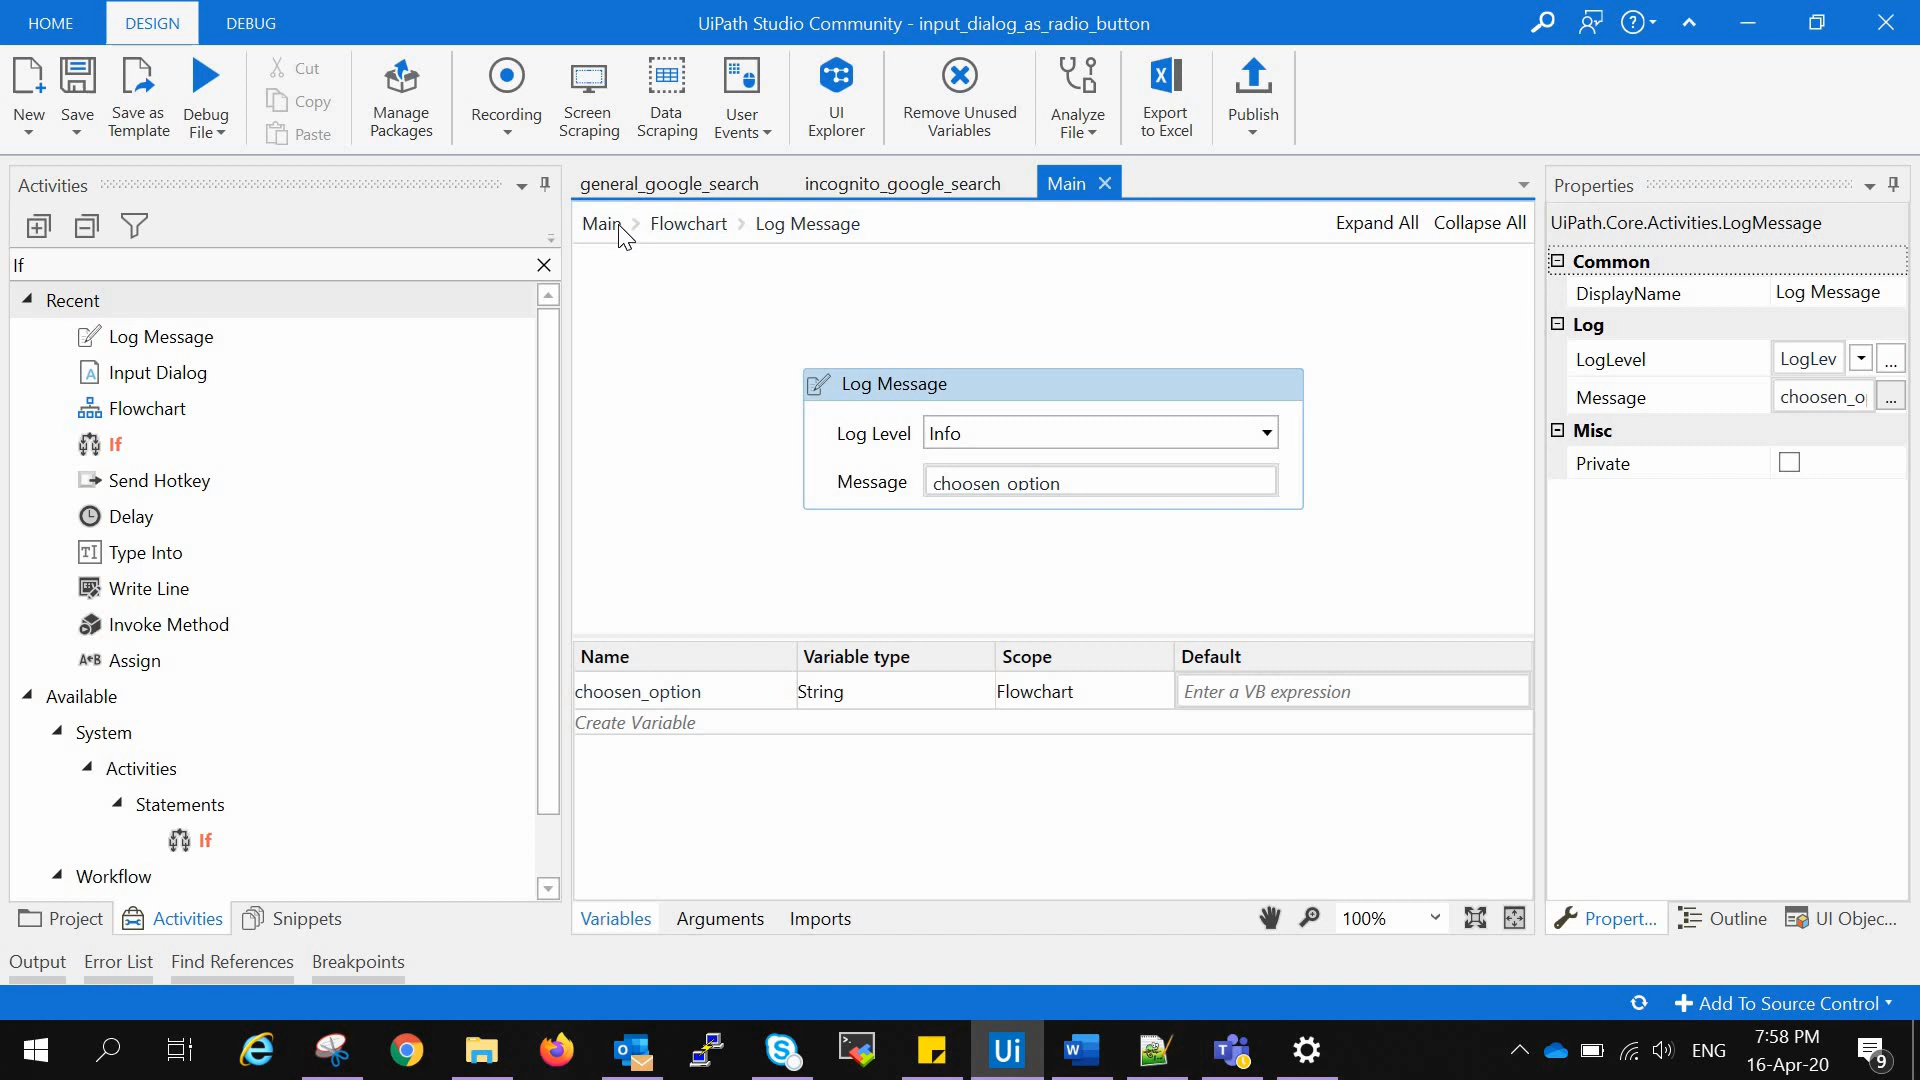 HOME DESIGN DEBUG UiPath Studio Community - input_dialog_as_radio_button
New Save Save as Template Debug File Cut Copy Paste Manage Packages Recording Screen Scraping Data Scraping User Events UI Explorer Remove Unused Variables Analyze File Export to Excel Publish
Activities
If
Recent
Log Message
Input Dialog
Flowchart
If
Send Hotkey
Delay
Type Into
Write Line
Invoke Method
Assign
Available
System
Activities
Statements
If
Workflow
Project Activities Snippets
general_google_search incognito_google_search Main
Main Flowchart Log Message Expand All Collapse All
Log Message
Log Level Info
Message choosen_option
Name Variable type Scope Default
choosen_option String Flowchart Enter a VB expression
Create Variable
Variables Arguments Imports 100%
Properties
UiPath.Core.Activities.LogMessage
Common
DisplayName Log Message
Log
LogLevel LogLev ...
Message choosen_o ...
Misc
Private
Propert... Outline UI Objec...
Output Error List Find References Breakpoints
Add To Source Control
Ui ENG 7:58 PM
16-Apr-20 9